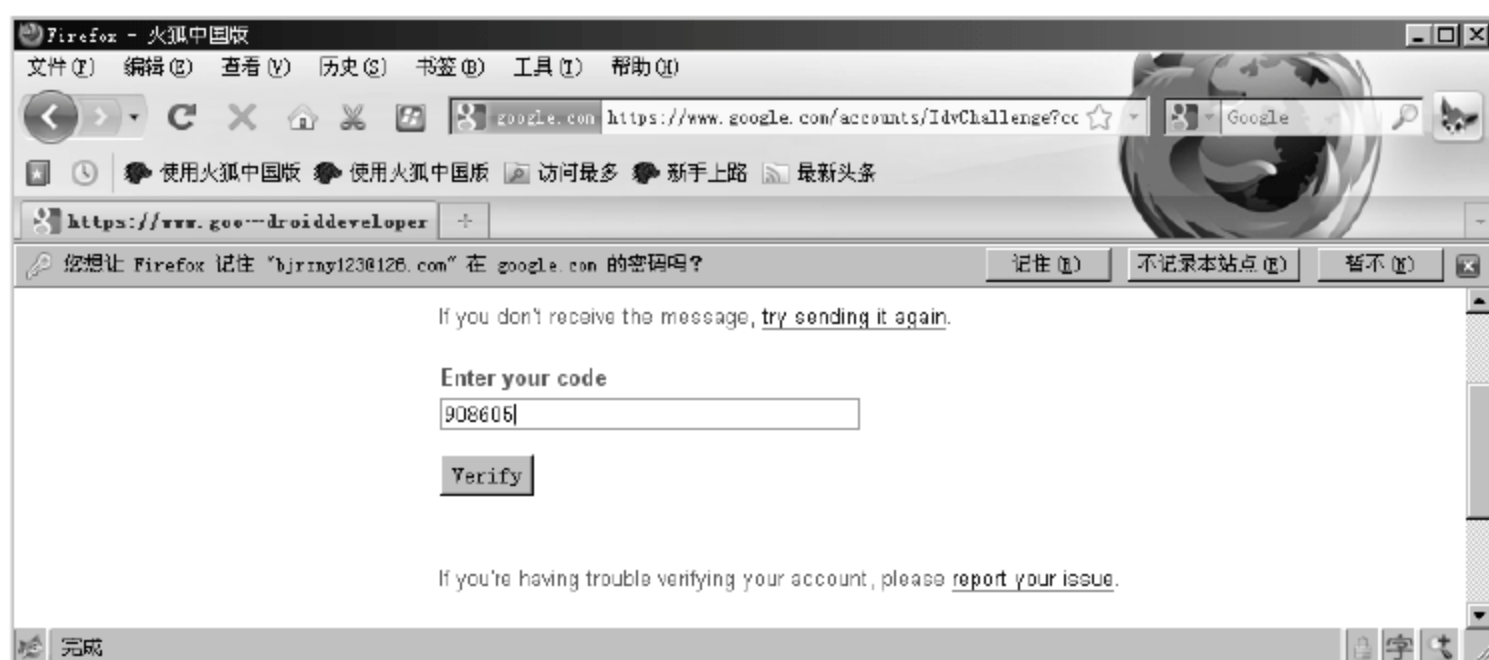 Firefox - 火狐中国版
文件(F) 编辑(E) 查看(V) 历史(S) 书签(B) 工具(T) 帮助(H)
google.com https://www.google.com/accounts/IdvChallenge?cc Google
使用火狐中国版 使用火狐中国版 访问最多 新手上路 最新头条
https://www.goo…droiddeveloper
您想让 Firefox 记住 “bjrzny123@126.com” 在 google.com 的密码吗？ 记住(R) 不记录本站点(E) 暂不(N)
If you don't receive the message, try sending it again.
Enter your code
908605
Verify
If you're having trouble verifying your account, please report your issue.
完成 字